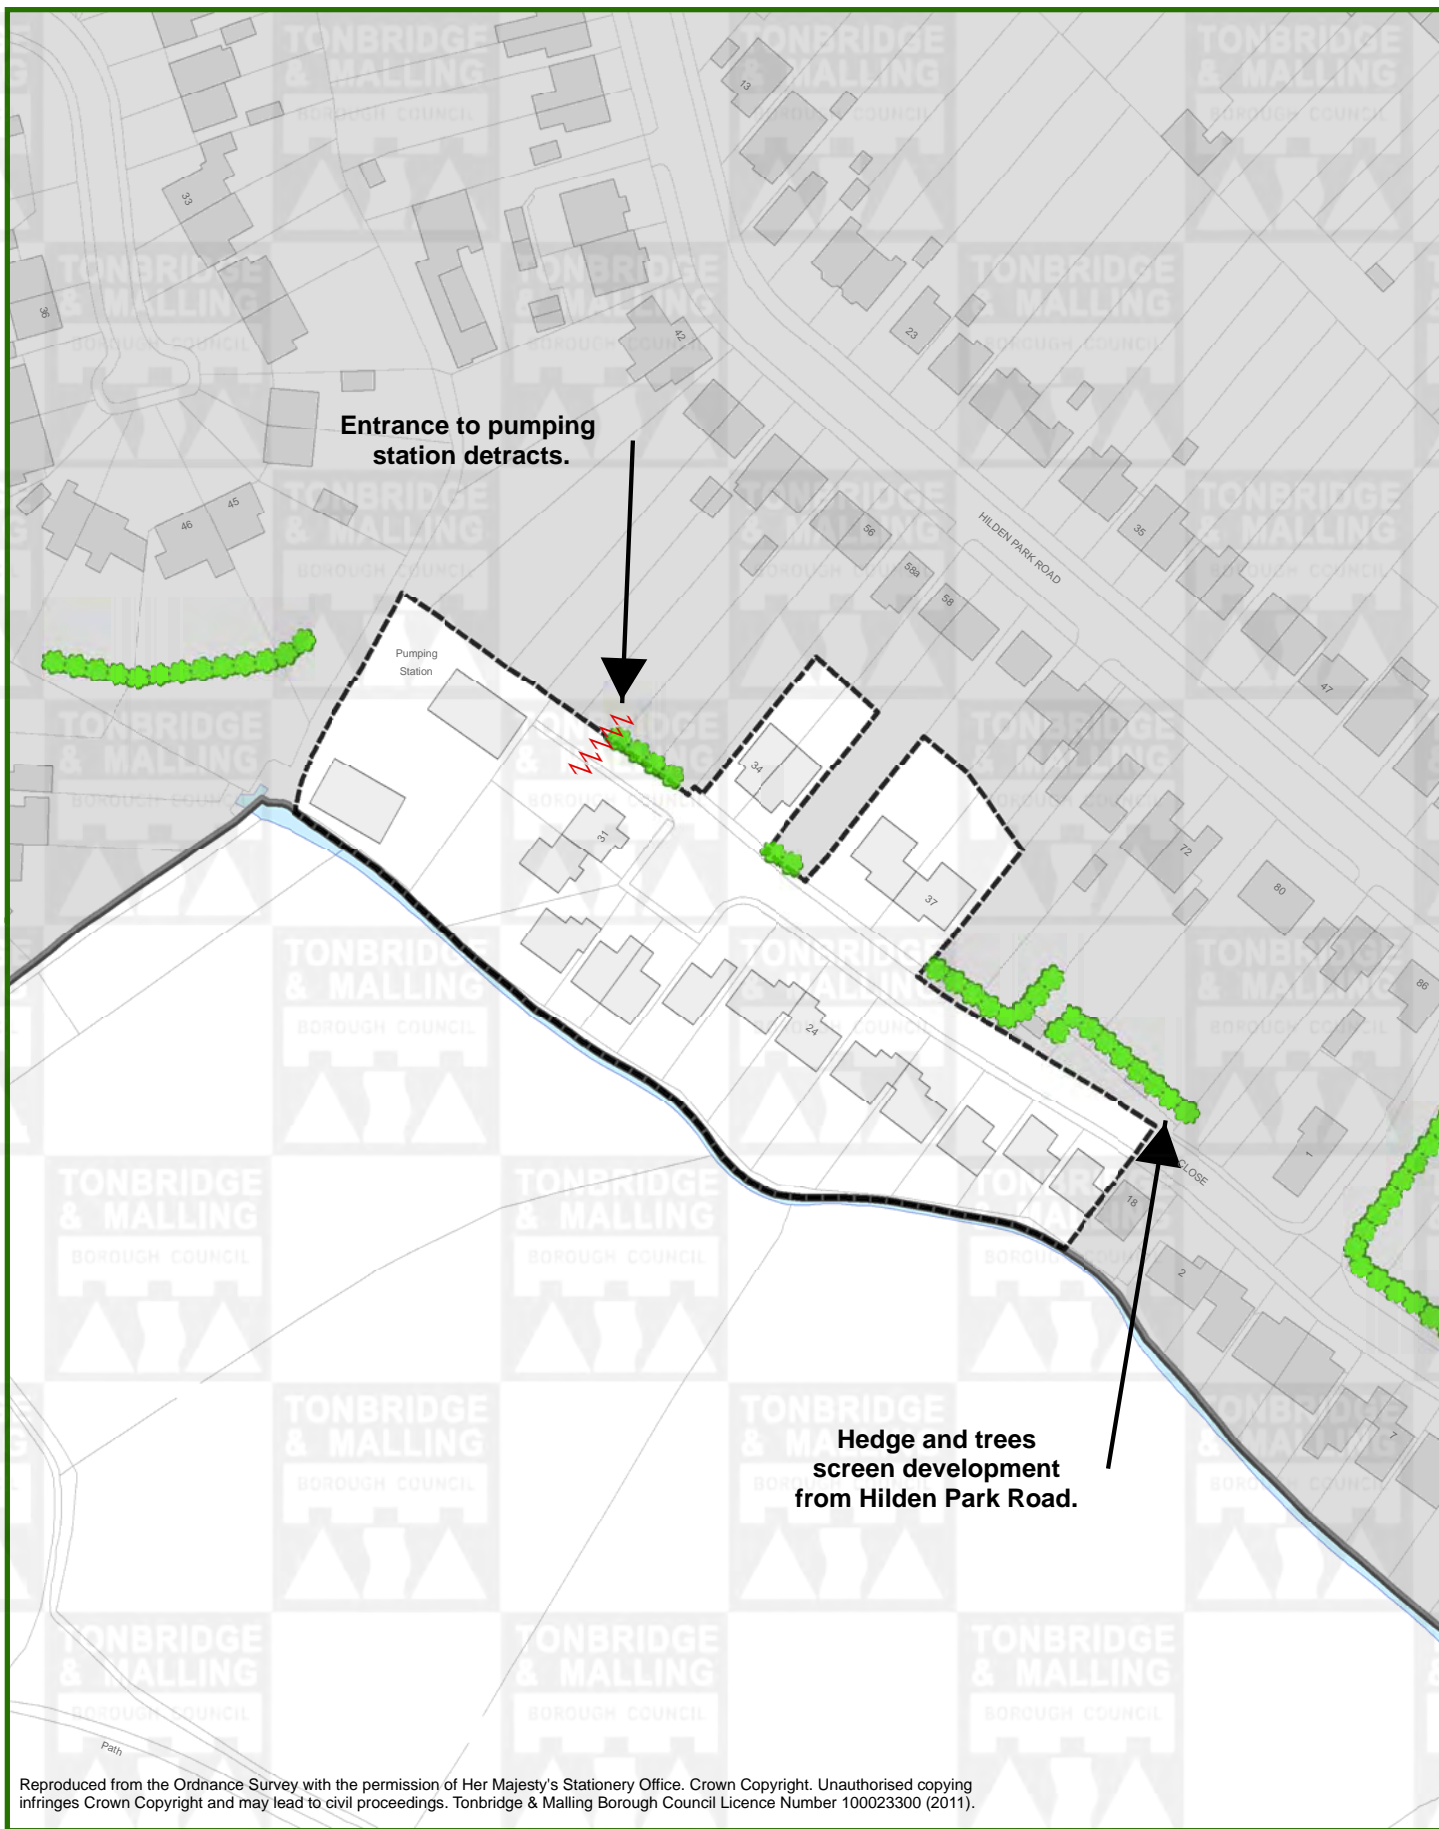 TONBRIDGE
& MALLING
BOROUGH COUNCIL
13
33
36
42
23
Entrance to pumping
station detracts.
45
46
56
58a
58
HILDEN PARK ROAD
35
47
Pumping
Station
34
31
37
72
80
86
24
CLOSE
18
1
2
7
Hedge and trees
screen development
from Hilden Park Road.
Path
Reproduced from the Ordnance Survey with the permission of Her Majesty's Stationery Office. Crown Copyright. Unauthorised copying
infringes Crown Copyright and may lead to civil proceedings. Tonbridge & Malling Borough Council Licence Number 100023300 (2011).